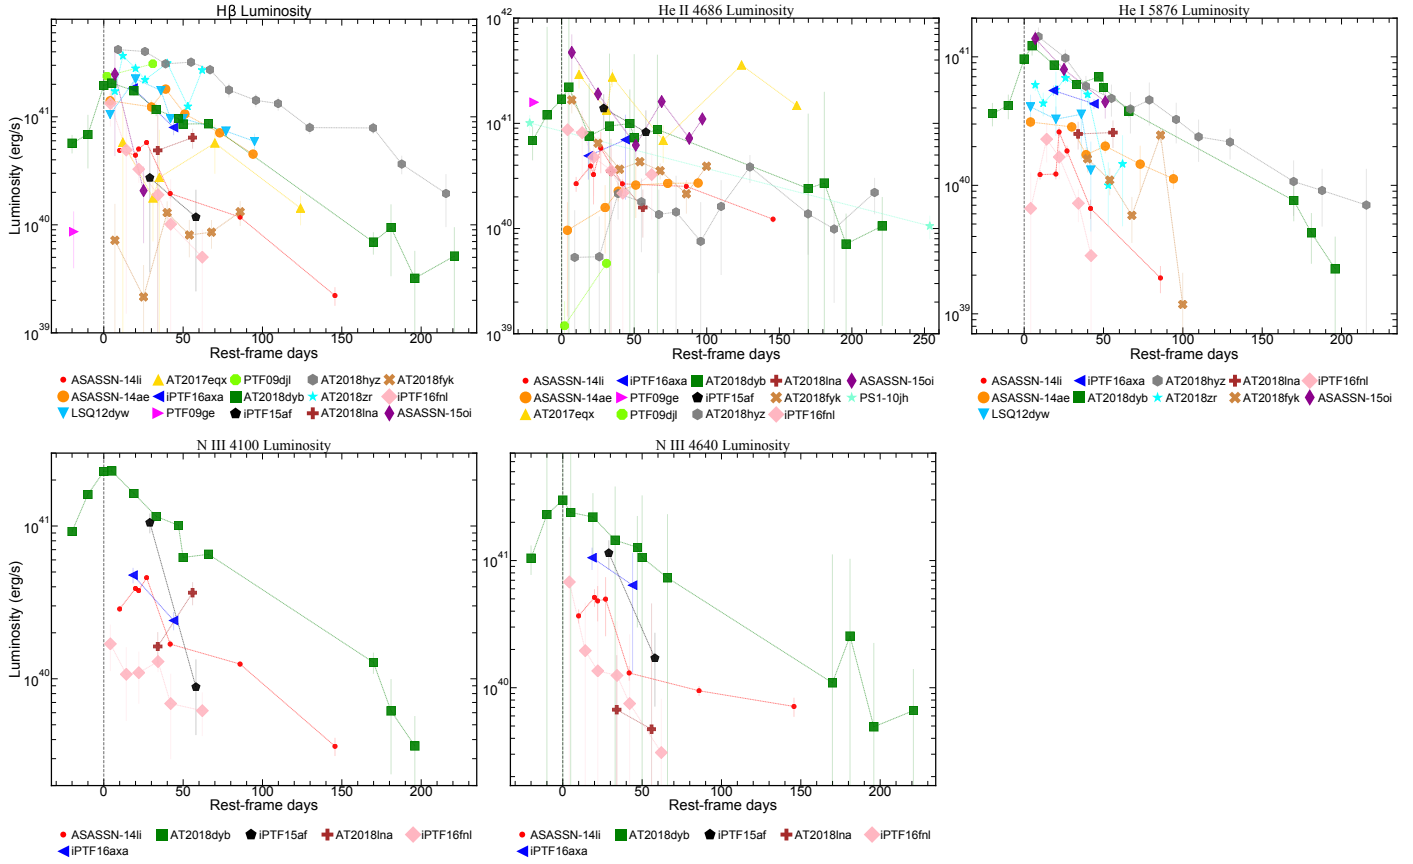 Hβ Luminosity
He II 4686 Luminosity
He I 5876 Luminosity
Luminosity (erg/s)
10^41
10^40
10^39
0 50 100 150 200
Rest-frame days
10^42
10^41
10^40
10^39
0 50 100 150 200 250
Rest-frame days
10^41
10^40
10^39
0 50 100 150 200
Rest-frame days
ASASSN-14li AT2017eqx PTF09djl AT2018hyz AT2018fyk
ASASSN-14ae iPTF16axa AT2018dyb AT2018zr iPTF16fnl
LSQ12dyw PTF09ge iPTF15af AT2018lna ASASSN-15oi
ASASSN-14li iPTF16axa AT2018dyb AT2018lna ASASSN-15oi
ASASSN-14ae PTF09ge iPTF15af AT2018fyk PS1-10jh
AT2017eqx PTF09djl AT2018hyz iPTF16fnl
ASASSN-14li iPTF16axa AT2018hyz AT2018lna iPTF16fnl
ASASSN-14ae AT2018dyb AT2018zr AT2018fyk ASASSN-15oi
LSQ12dyw
N III 4100 Luminosity
N III 4640 Luminosity
Luminosity (erg/s)
10^41
10^40
0 50 100 150 200
Rest-frame days
10^41
10^40
0 50 100 150 200
Rest-frame days
ASASSN-14li AT2018dyb iPTF15af AT2018lna iPTF16fnl
iPTF16axa
ASASSN-14li AT2018dyb iPTF15af AT2018lna iPTF16fnl
iPTF16axa